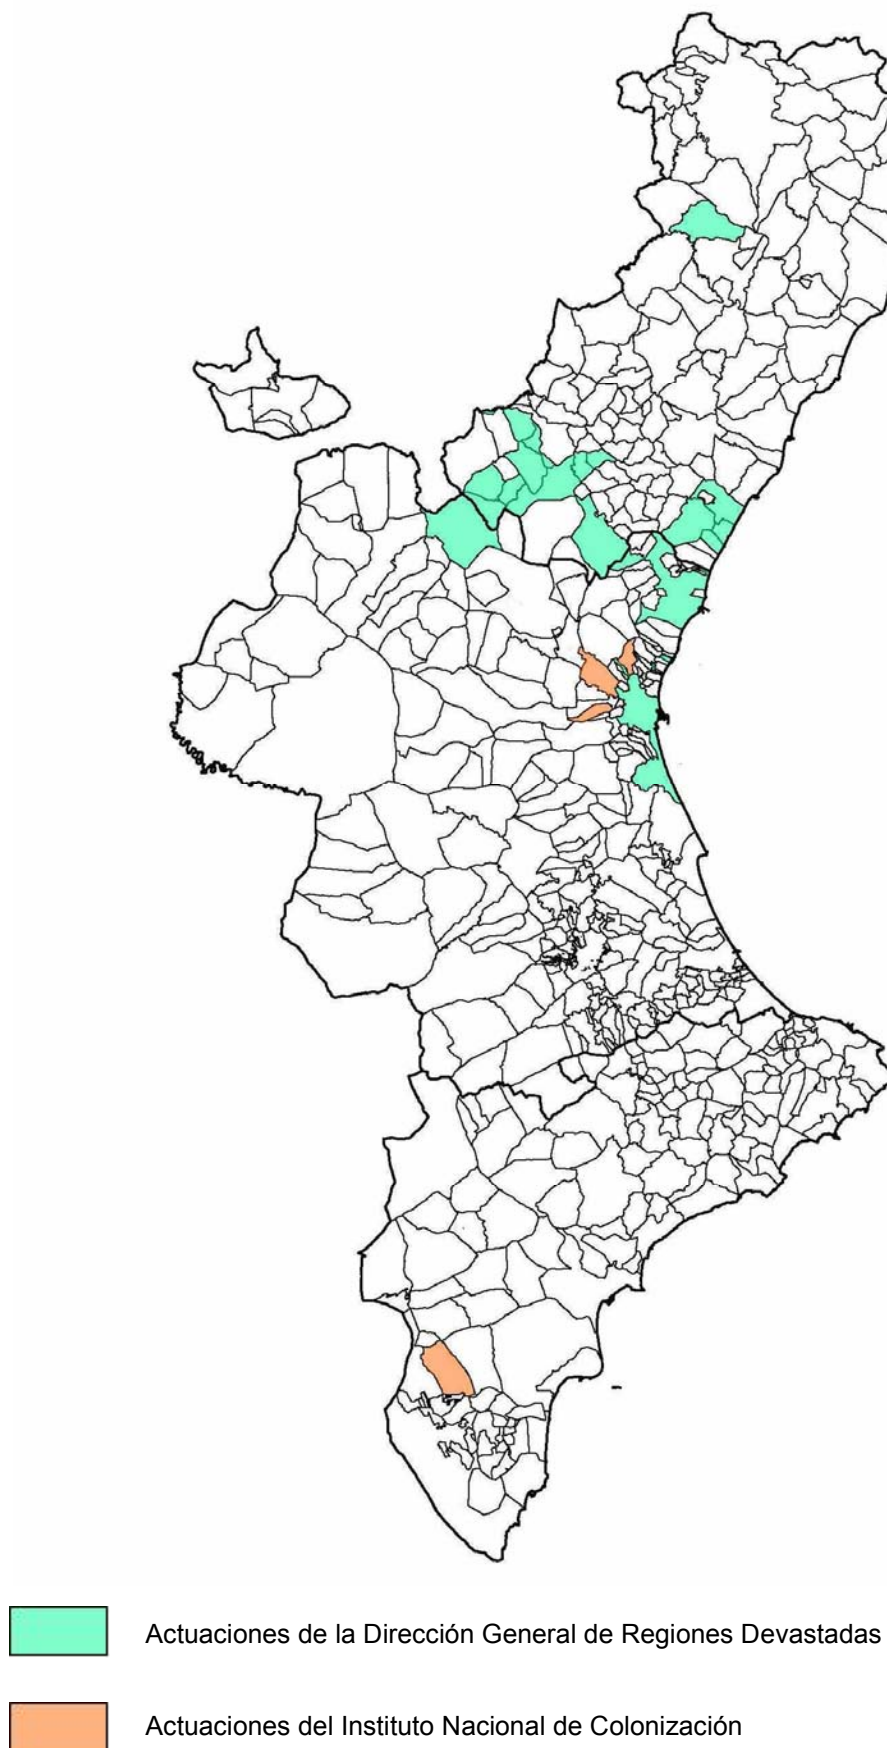 Actuaciones de la Dirección General de Regiones Devastadas
Actuaciones del Instituto Nacional de Colonización